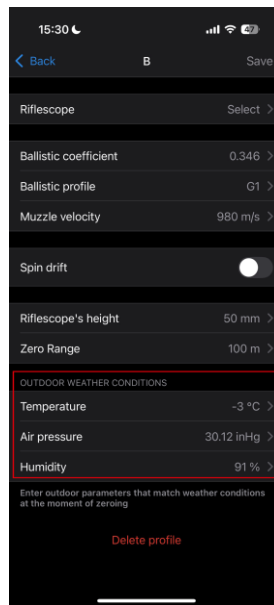 15:30
47
Back B Save
Riflescope Select
Ballistic coefficient 0.346
Ballistic profile G1
Muzzle velocity 980 m/s
Spin drift
Riflescope's height 50 mm
Zero Range 100 m
OUTDOOR WEATHER CONDITIONS
Temperature -3 °C
Air pressure 30.12 inHg
Humidity 91 %
Enter outdoor parameters that match weather conditions
at the moment of zeroing
Delete profile